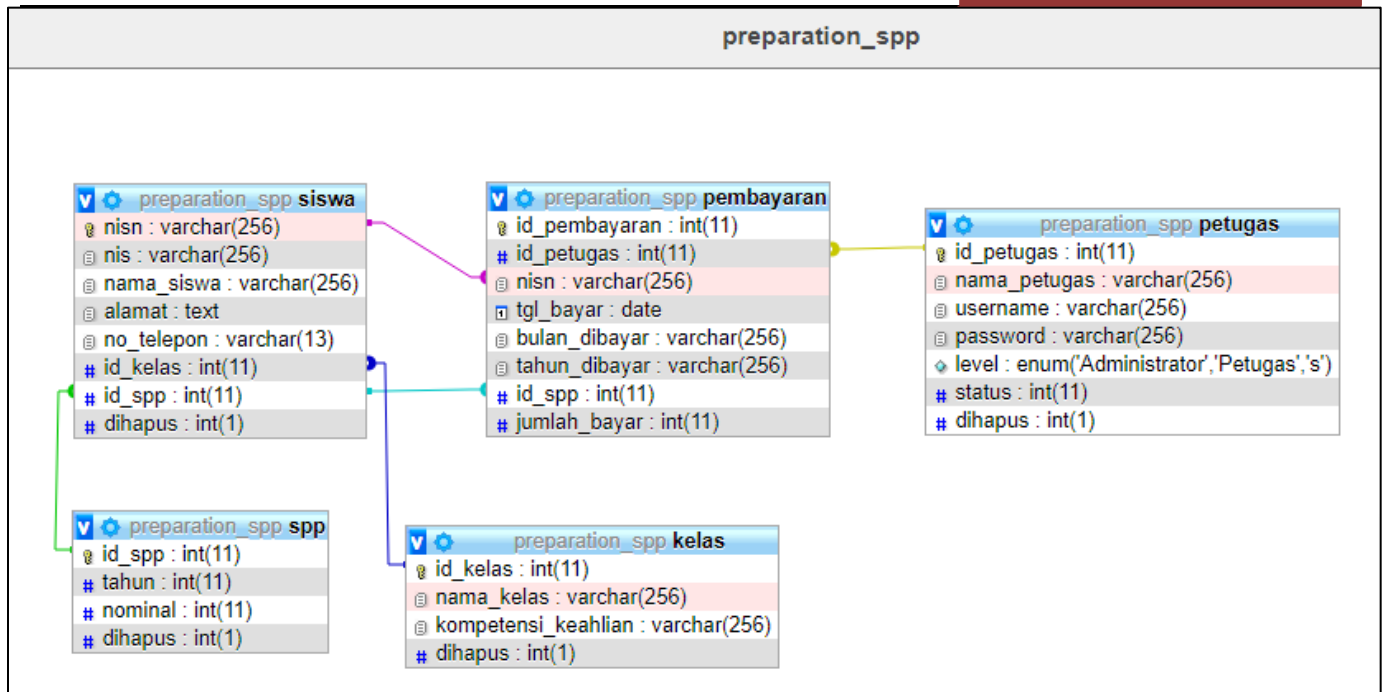 preparation_spp
preparation_spp siswa
nisn : varchar(256)
nis : varchar(256)
nama_siswa : varchar(256)
alamat : text
no_telepon : varchar(13)
id_kelas : int(11)
id_spp : int(11)
dihapus : int(1)
preparation_spp pembayaran
id_pembayaran : int(11)
id_petugas : int(11)
nisn : varchar(256)
tgl_bayar : date
bulan_dibayar : varchar(256)
tahun_dibayar : varchar(256)
id_spp : int(11)
jumlah_bayar : int(11)
preparation_spp petugas
id_petugas : int(11)
nama_petugas : varchar(256)
username : varchar(256)
password : varchar(256)
level : enum('Administrator','Petugas','s')
status : int(11)
dihapus : int(1)
preparation_spp spp
id_spp : int(11)
tahun : int(11)
nominal : int(11)
dihapus : int(1)
preparation_spp kelas
id_kelas : int(11)
nama_kelas : varchar(256)
kompetensi_keahlian : varchar(256)
dihapus : int(1)